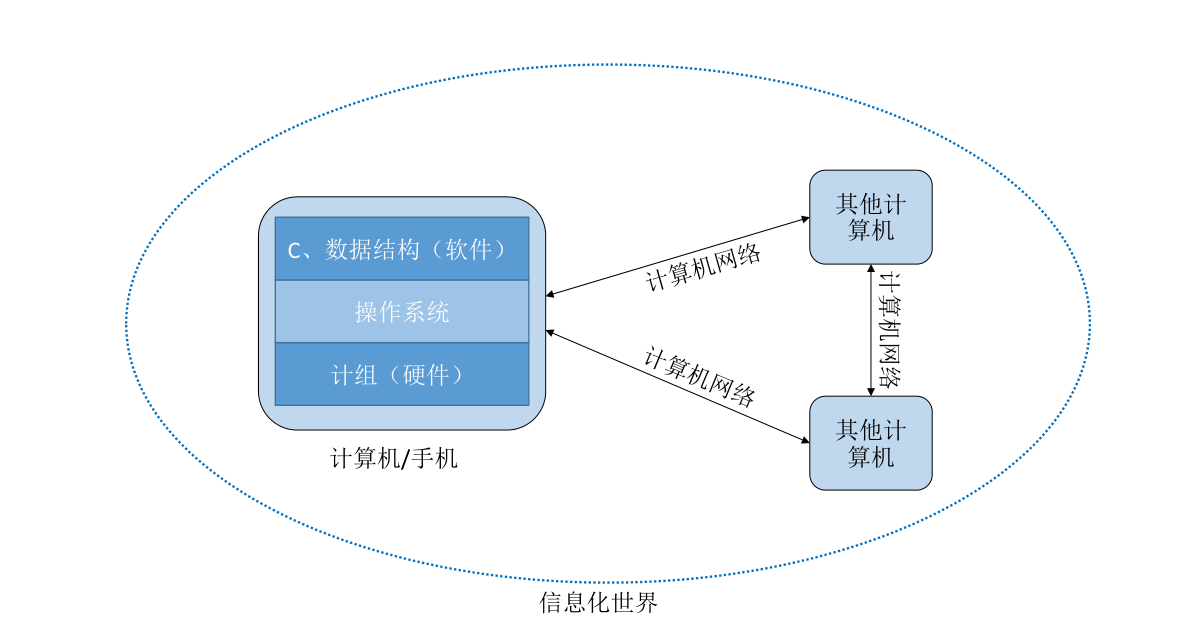 C、数据结构（软件）
操作系统
计组（硬件）
计算机/手机
计算机网络
计算机网络
其他计
算机
计算机网络
其他计
算机
信息化世界